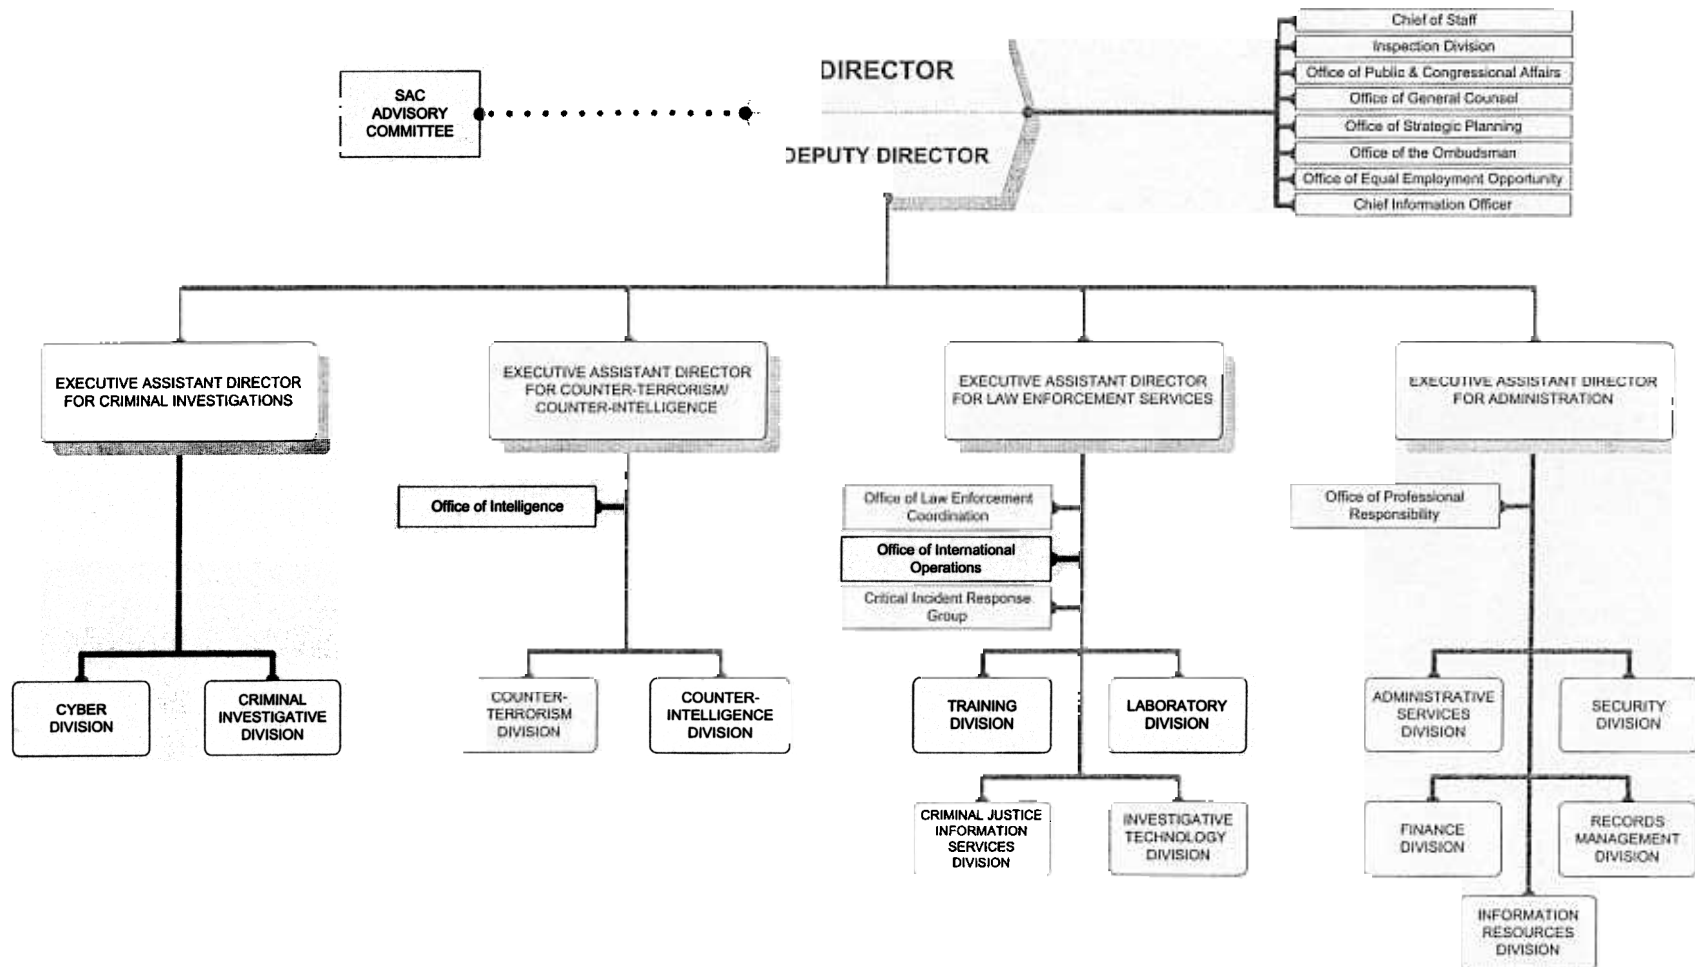 Chief of Staff
Inspection Division
Office of Public & Congressional Affairs
Office of General Counsel
Office of Strategic Planning
Office of the Ombudsman
Office of Equal Employment Opportunity
Chief Information Officer
DIRECTOR
DEPUTY DIRECTOR
SAC
ADVISORY
COMMITTEE
EXECUTIVE ASSISTANT DIRECTOR
FOR CRIMINAL INVESTIGATIONS
EXECUTIVE ASSISTANT DIRECTOR
FOR COUNTER-TERRORISM/
COUNTER-INTELLIGENCE
EXECUTIVE ASSISTANT DIRECTOR
FOR LAW ENFORCEMENT SERVICES
EXECUTIVE ASSISTANT DIRECTOR
FOR ADMINISTRATION
Office of Intelligence
Office of Law Enforcement
Coordination
Office of International
Operations
Critical Incident Response
Group
Office of Professional
Responsibility
CYBER
DIVISION
CRIMINAL
INVESTIGATIVE
DIVISION
COUNTER-
TERRORISM
DIVISION
COUNTER-
INTELLIGENCE
DIVISION
TRAINING
DIVISION
LABORATORY
DIVISION
ADMINISTRATIVE
SERVICES
DIVISION
SECURITY
DIVISION
CRIMINAL JUSTICE
INFORMATION
SERVICES
DIVISION
INVESTIGATIVE
TECHNOLOGY
DIVISION
FINANCE
DIVISION
RECORDS
MANAGEMENT
DIVISION
INFORMATION
RESOURCES
DIVISION